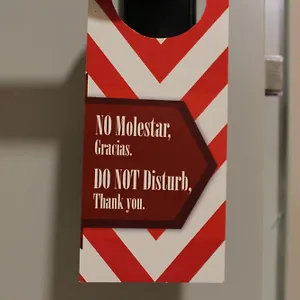 NO Molestar,
Gracias.
DO NOT Disturb,
Thank you.